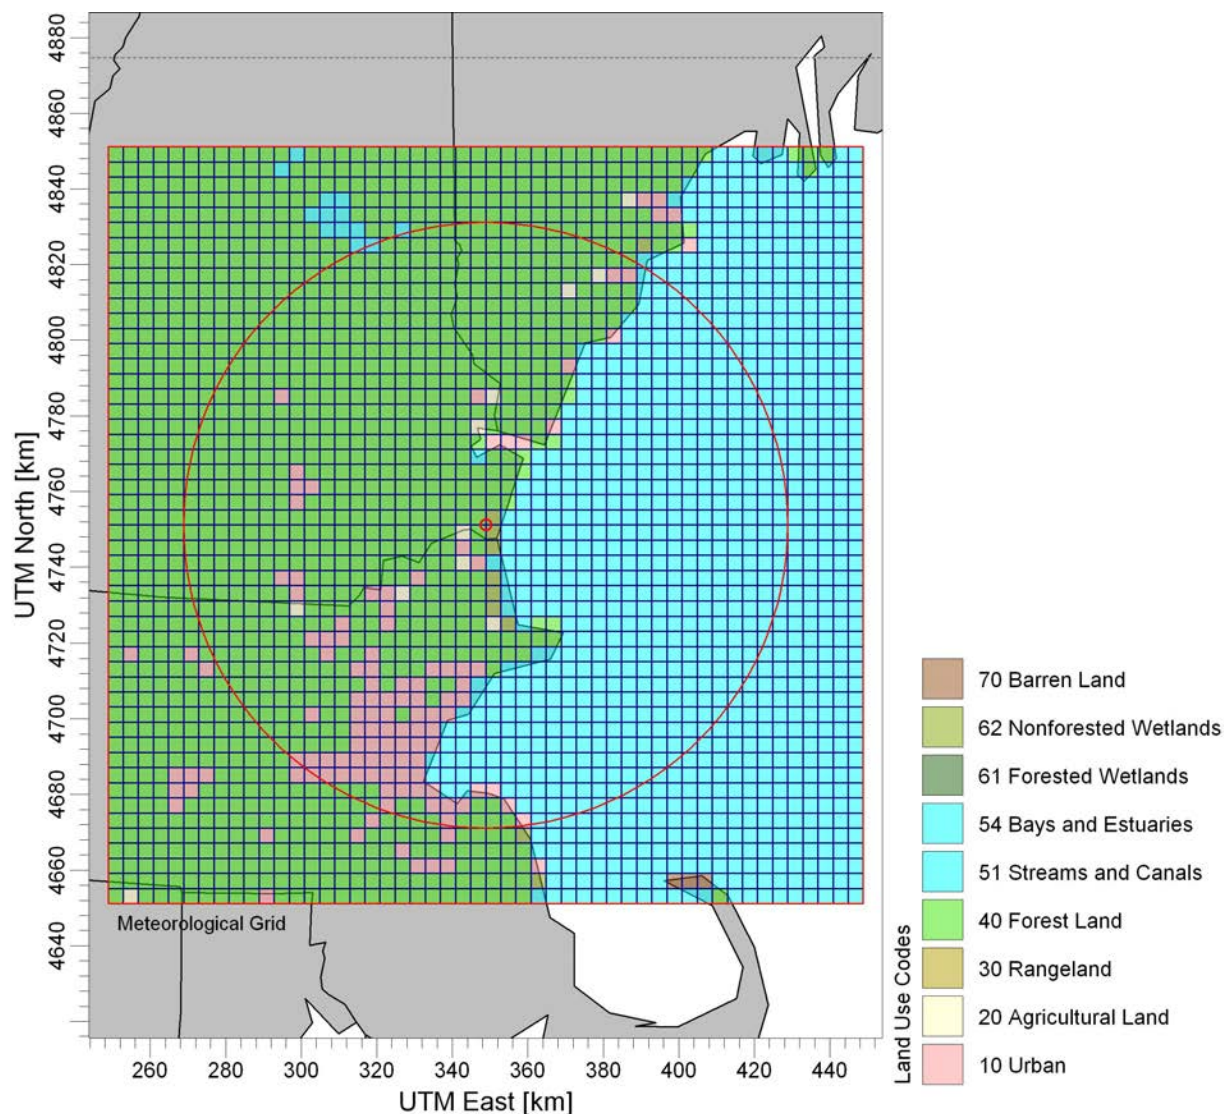 4880
4860
4840
4820
4800
4780
4760
4740
4720
4700
4680
4660
4640
UTM North [km]
Meteorological Grid
260 280 300 320 340 360 380 400 420 440
UTM East [km]
Land Use Codes
70 Barren Land
62 Nonforested Wetlands
61 Forested Wetlands
54 Bays and Estuaries
51 Streams and Canals
40 Forest Land
30 Rangeland
20 Agricultural Land
10 Urban